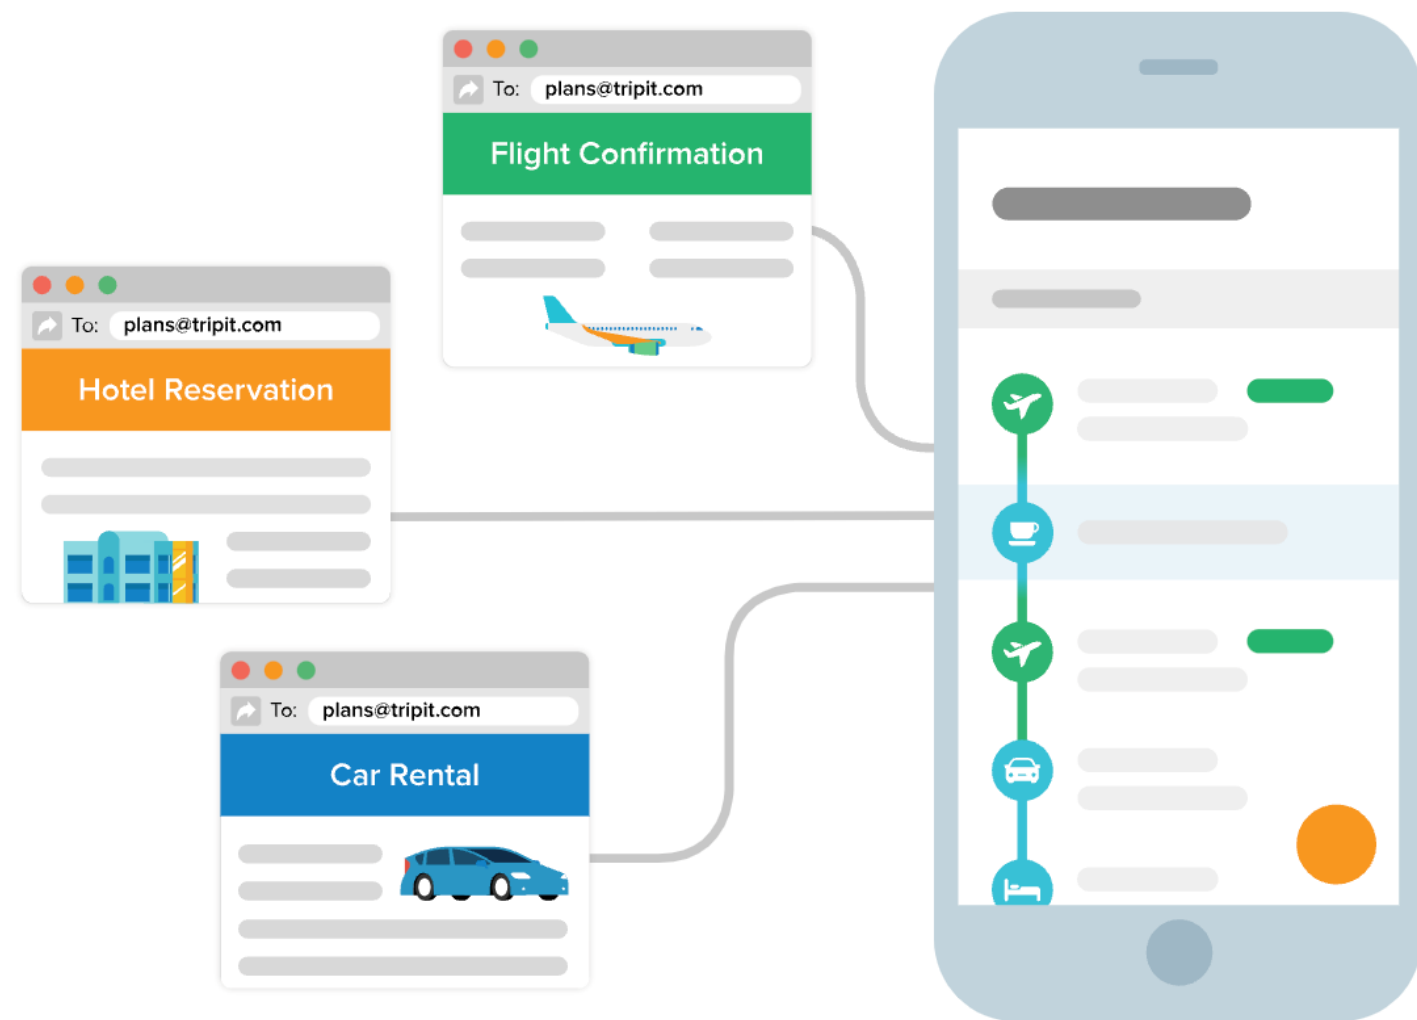 To: plans@tripit.com
Flight Confirmation
To: plans@tripit.com
Hotel Reservation
To: plans@tripit.com
Car Rental